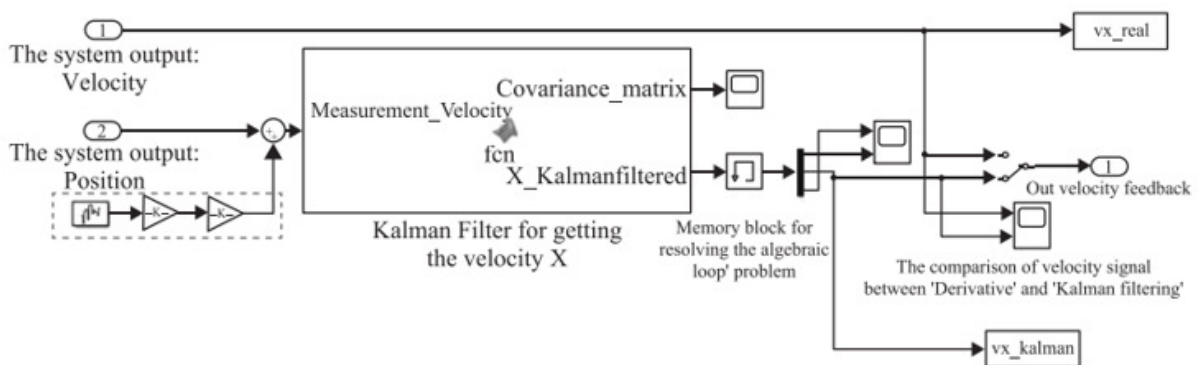 1
vx_real
The system output:
Velocity
Covariance_matrix
Measurement_Velocity
2
fcn
The system output:
Position
X_Kalmanfiltered
1
Out velocity feedback
-K-
-K-
Kalman Filter for getting
the velocity X
Memory block for
resolving the algebraic
loop' problem
The comparison of velocity signal
between 'Derivative' and 'Kalman filtering'
vx_kalman